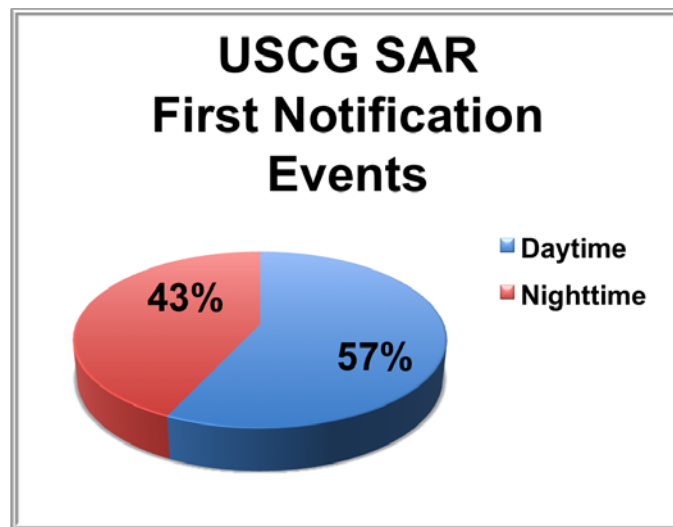 USCG SAR
First Notification
Events
Daytime
Nighttime
43%
57%